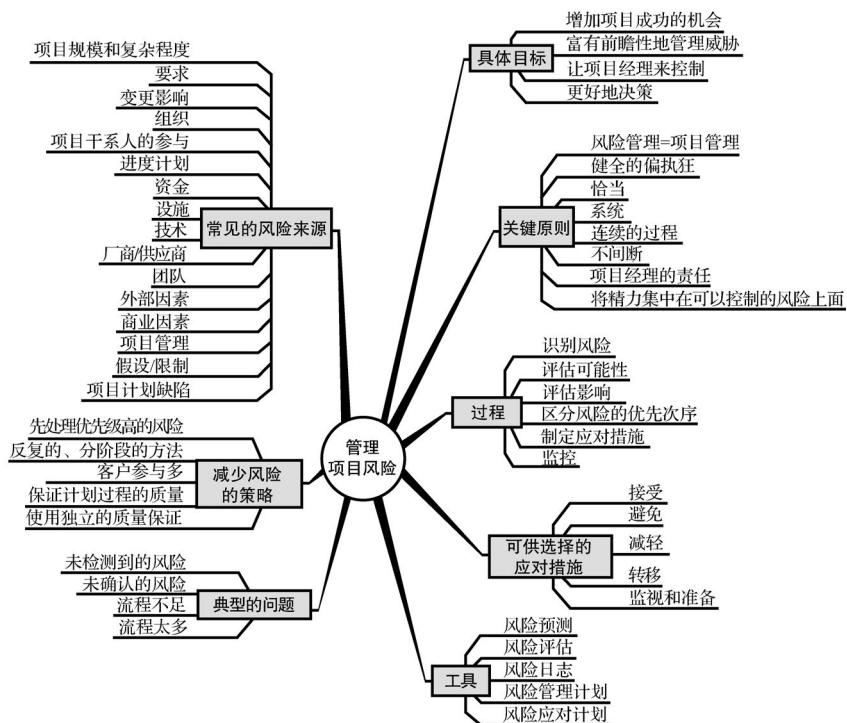 管理
项目风险
具体目标
增加项目成功的机会
富有前瞻性地管理威胁
让项目经理来控制
更好地决策
关键原则
风险管理=项目管理
健全的偏执狂
恰当
系统
连续的过程
不间断
项目经理的责任
将精力集中在可以控制的风险上面
过程
识别风险
评估可能性
评估影响
区分风险的优先次序
制定应对措施
监控
可供选择的
应对措施
接受
避免
减轻
转移
监视和准备
工具
风险预测
风险评估
风险日志
风险管理计划
风险应对计划
常见的风险来源
项目规模和复杂程度
要求
变更影响
组织
项目干系人的参与
进度计划
资金
设施
技术
厂商/供应商
团队
外部因素
商业因素
项目管理
假设/限制
项目计划缺陷
减少风险
的策略
先处理优先级高的风险
反复的、分阶段的方法
客户参与多
保证计划过程的质量
使用独立的质量保证
典型的问题
未检测到的风险
未确认的风险
流程不足
流程太多